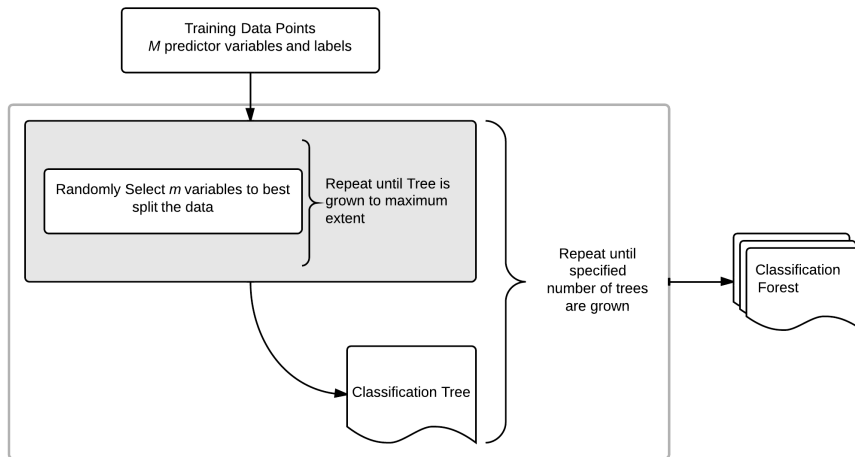 Training Data Points
M predictor variables and labels
Randomly Select m variables to best
split the data
Repeat until Tree is
grown to maximum
extent
Repeat until
specified
number of trees
are grown
Classification Tree
Classification
Forest